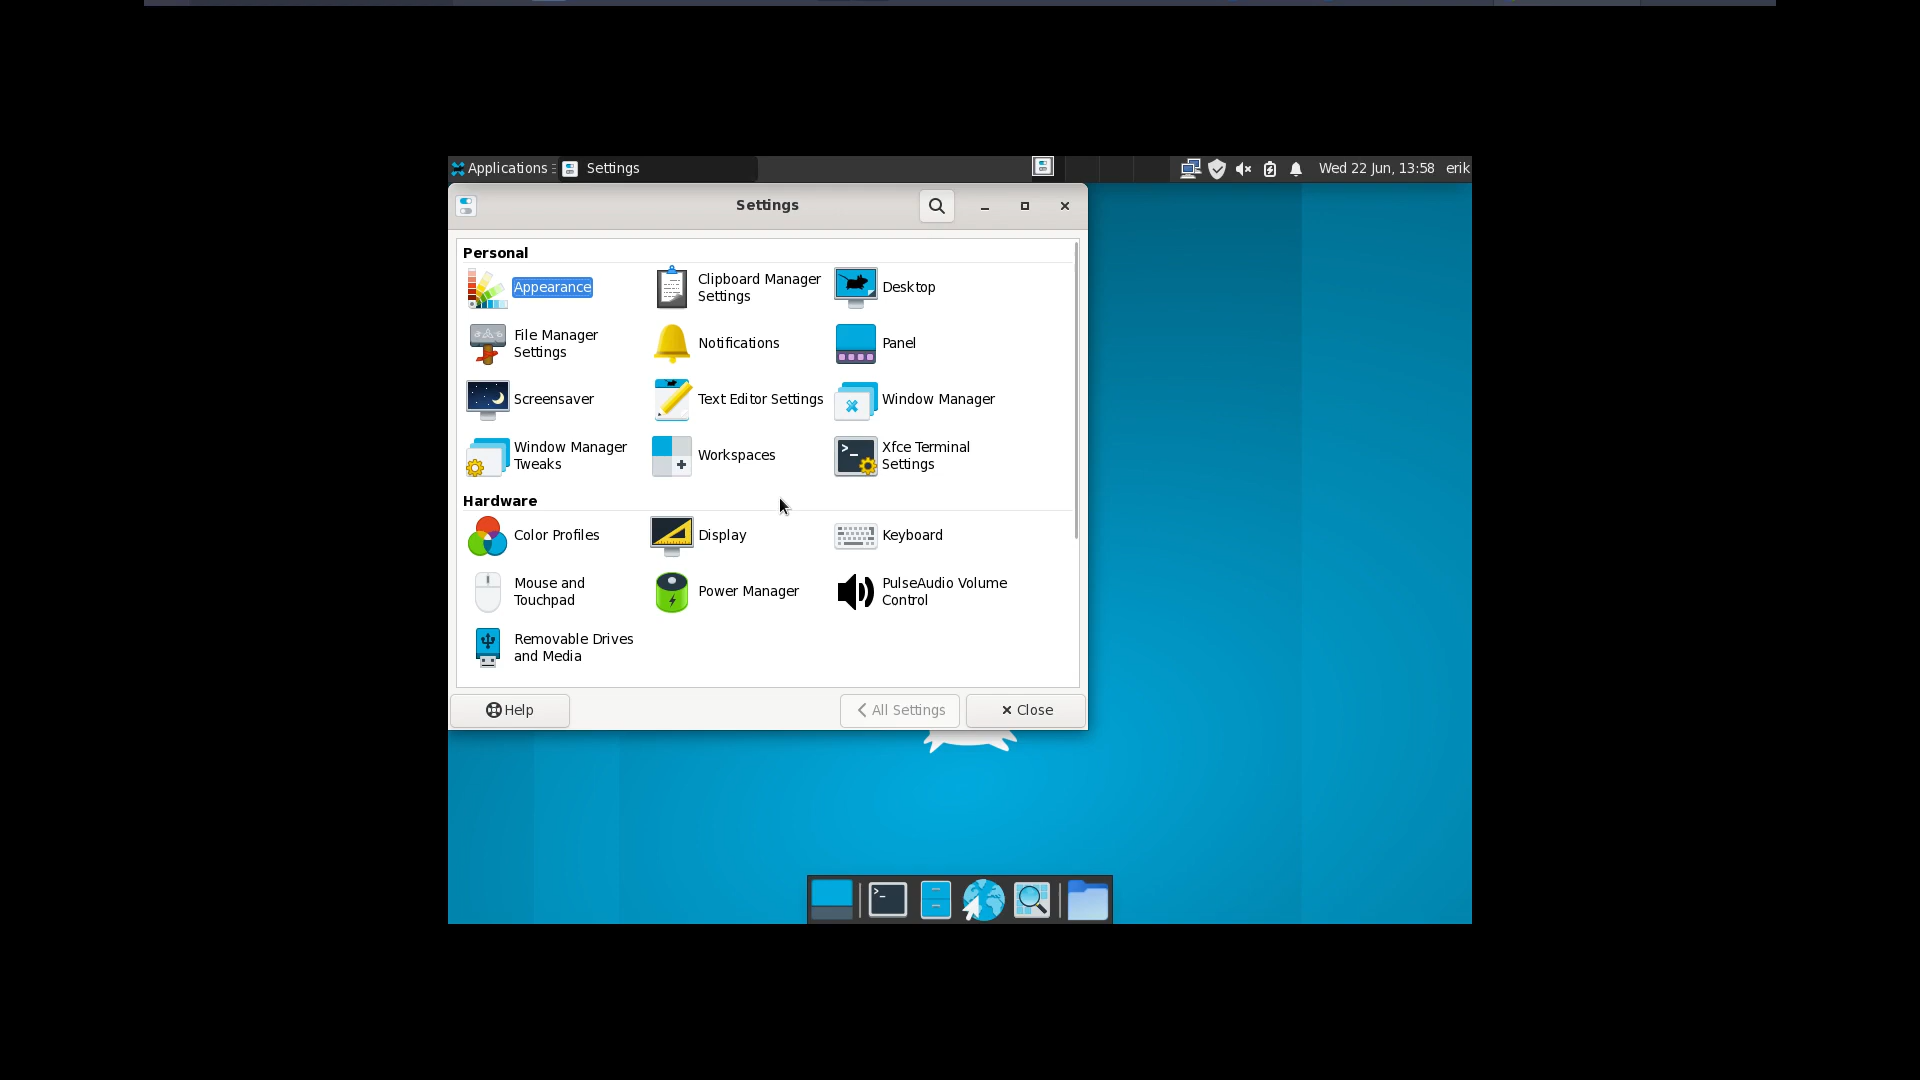 Applications Settings Wed 22 Jun, 13:58 erik
Settings
Personal
Appearance
Clipboard Manager
Settings
Desktop
File Manager
Settings
Notifications
Panel
Screensaver
Text Editor Settings
Window Manager
Window Manager
Tweaks
Workspaces
Xfce Terminal
Settings
Hardware
Color Profiles
Display
Keyboard
Mouse and
Touchpad
Power Manager
PulseAudio Volume
Control
Removable Drives
and Media
Help
All Settings
Close